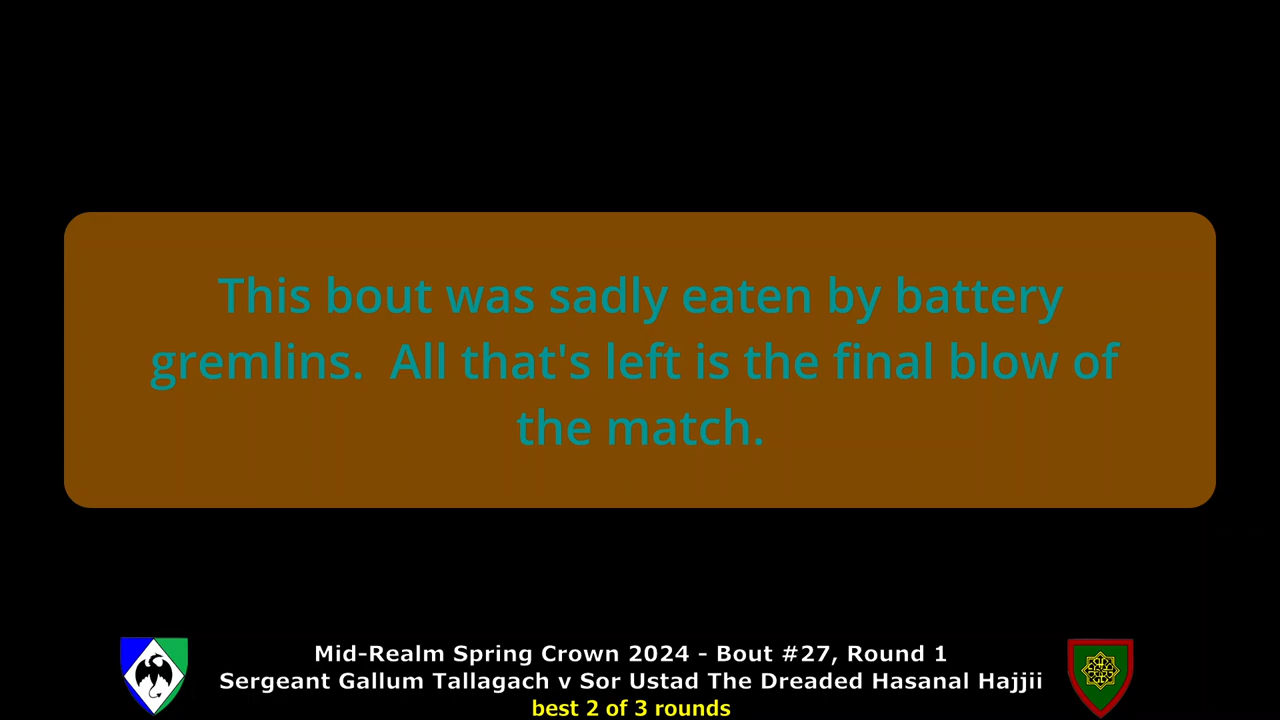 This bout was sadly eaten by battery
gremlins.  All that's left is the final blow of
the match.
Mid-Realm Spring Crown 2024 - Bout #27, Round 1
Sergeant Gallum Tallagach v Sor Ustad The Dreaded Hasanal Hajjii
best 2 of 3 rounds